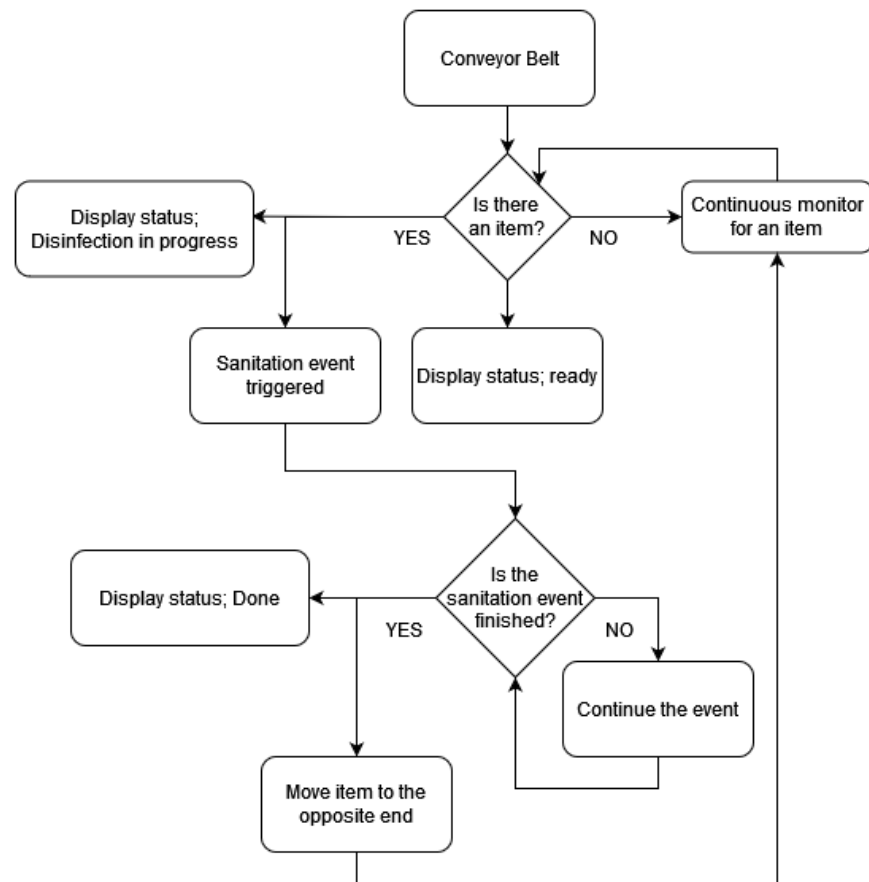 Conveyor Belt
Is there
an item?
Display status;
Disinfection in progress
YES
NO
Continuous monitor
for an item
Sanitation event
triggered
Display status; ready
Is the
sanitation event
finished?
Display status; Done
YES
NO
Continue the event
Move item to the
opposite end